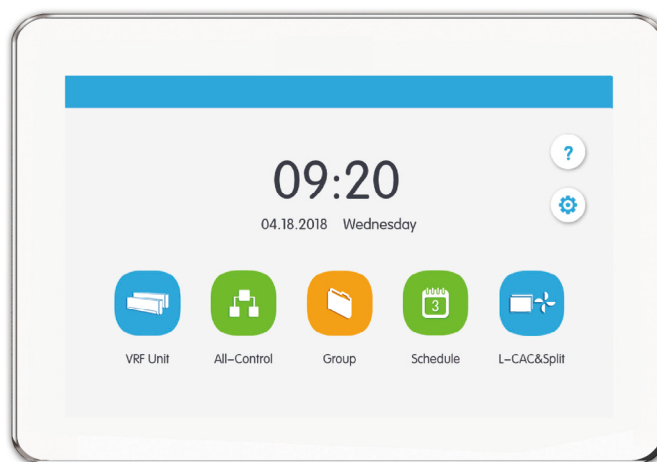 ?
09:20
04.18.2018 Wednesday
3
VRF Unit All-Control Group Schedule L-CAC&Split